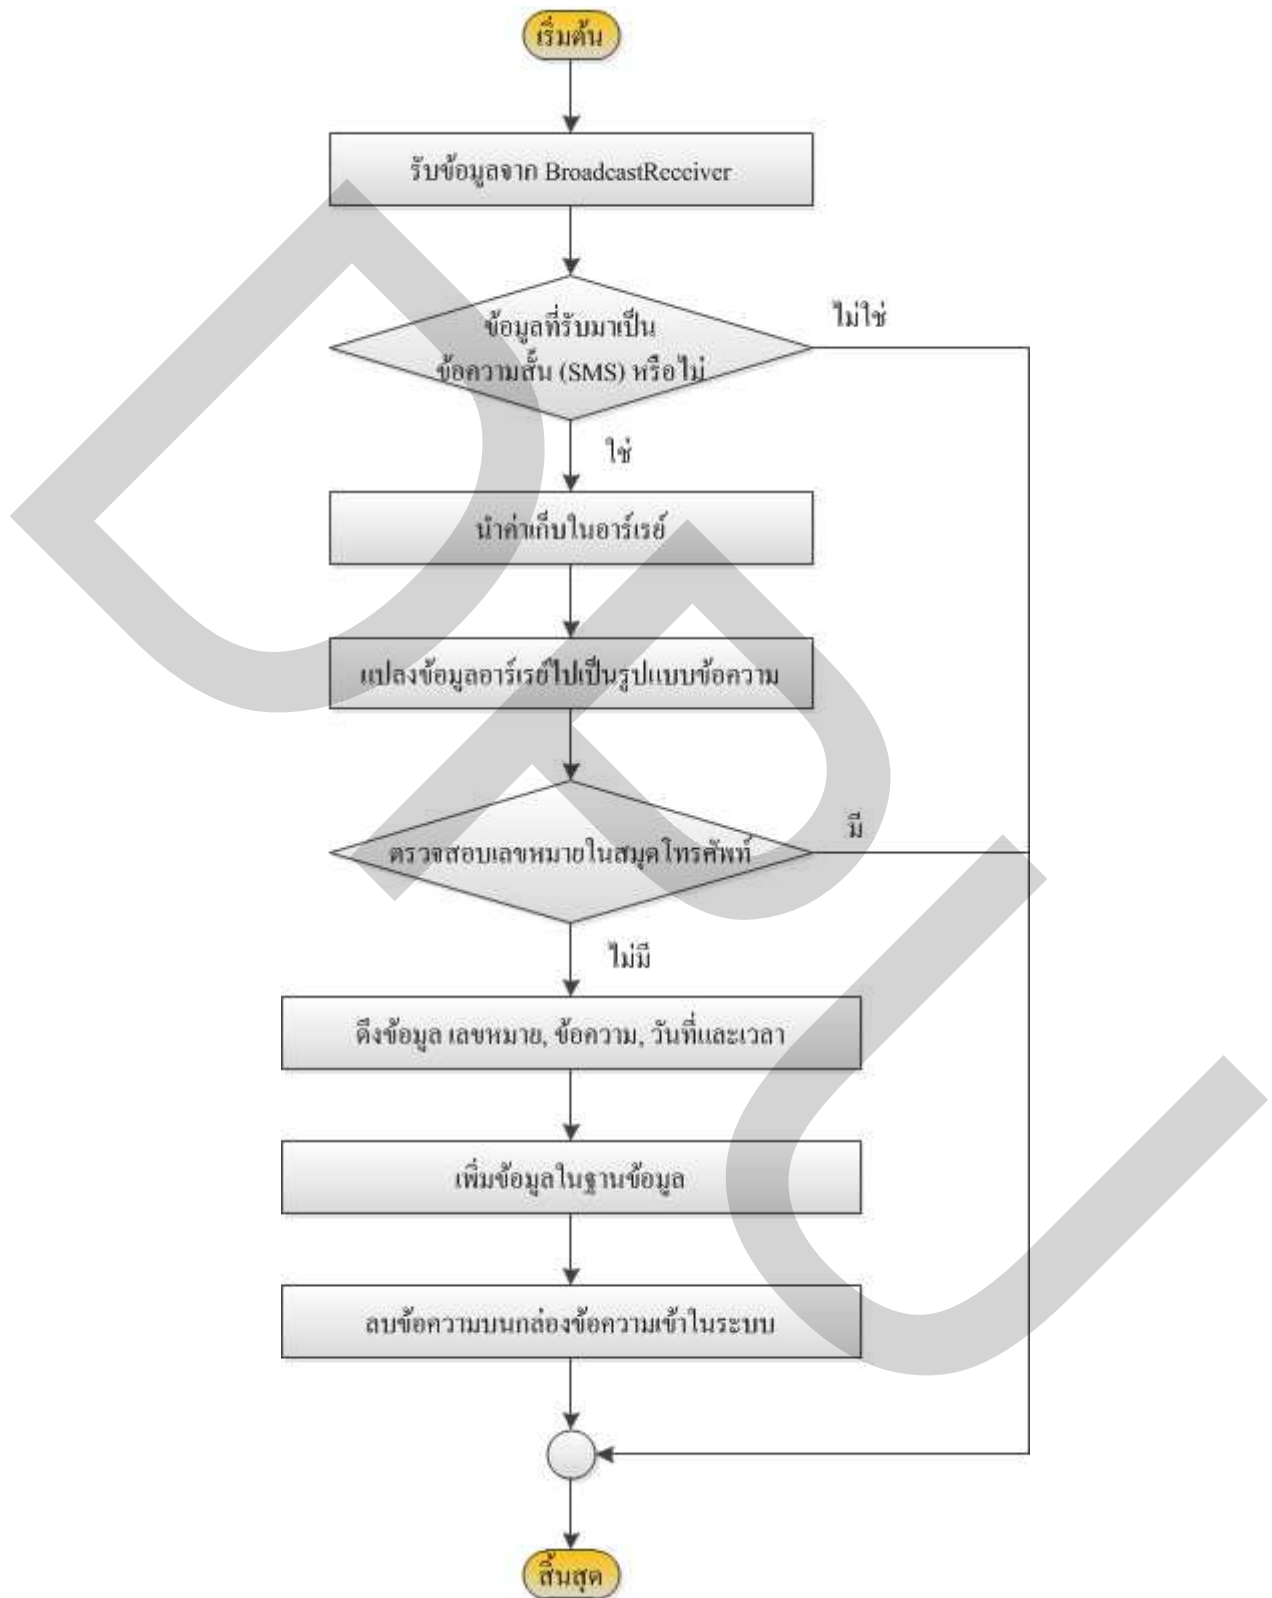 เริ่มต้น
รับข้อมูลจาก BroadcastReceiver
ข้อมูลที่รับมาเป็น
ข้อความสั้น (SMS) หรือไม่
ไม่ใช่
ใช่
นำค่าเก็บในอาร์เรย์
แปลงข้อมูลอาร์เรย์ไปเป็นรูปแบบข้อความ
ตรวจสอบเลขหมายในสมุดโทรศัพท์
มี
ไม่มี
ดึงข้อมูล เลขหมาย, ข้อความ, วันที่และเวลา
เพิ่มข้อมูลในฐานข้อมูล
ลบข้อความบนกล่องข้อความเข้าในระบบ
สิ้นสุด
DPU